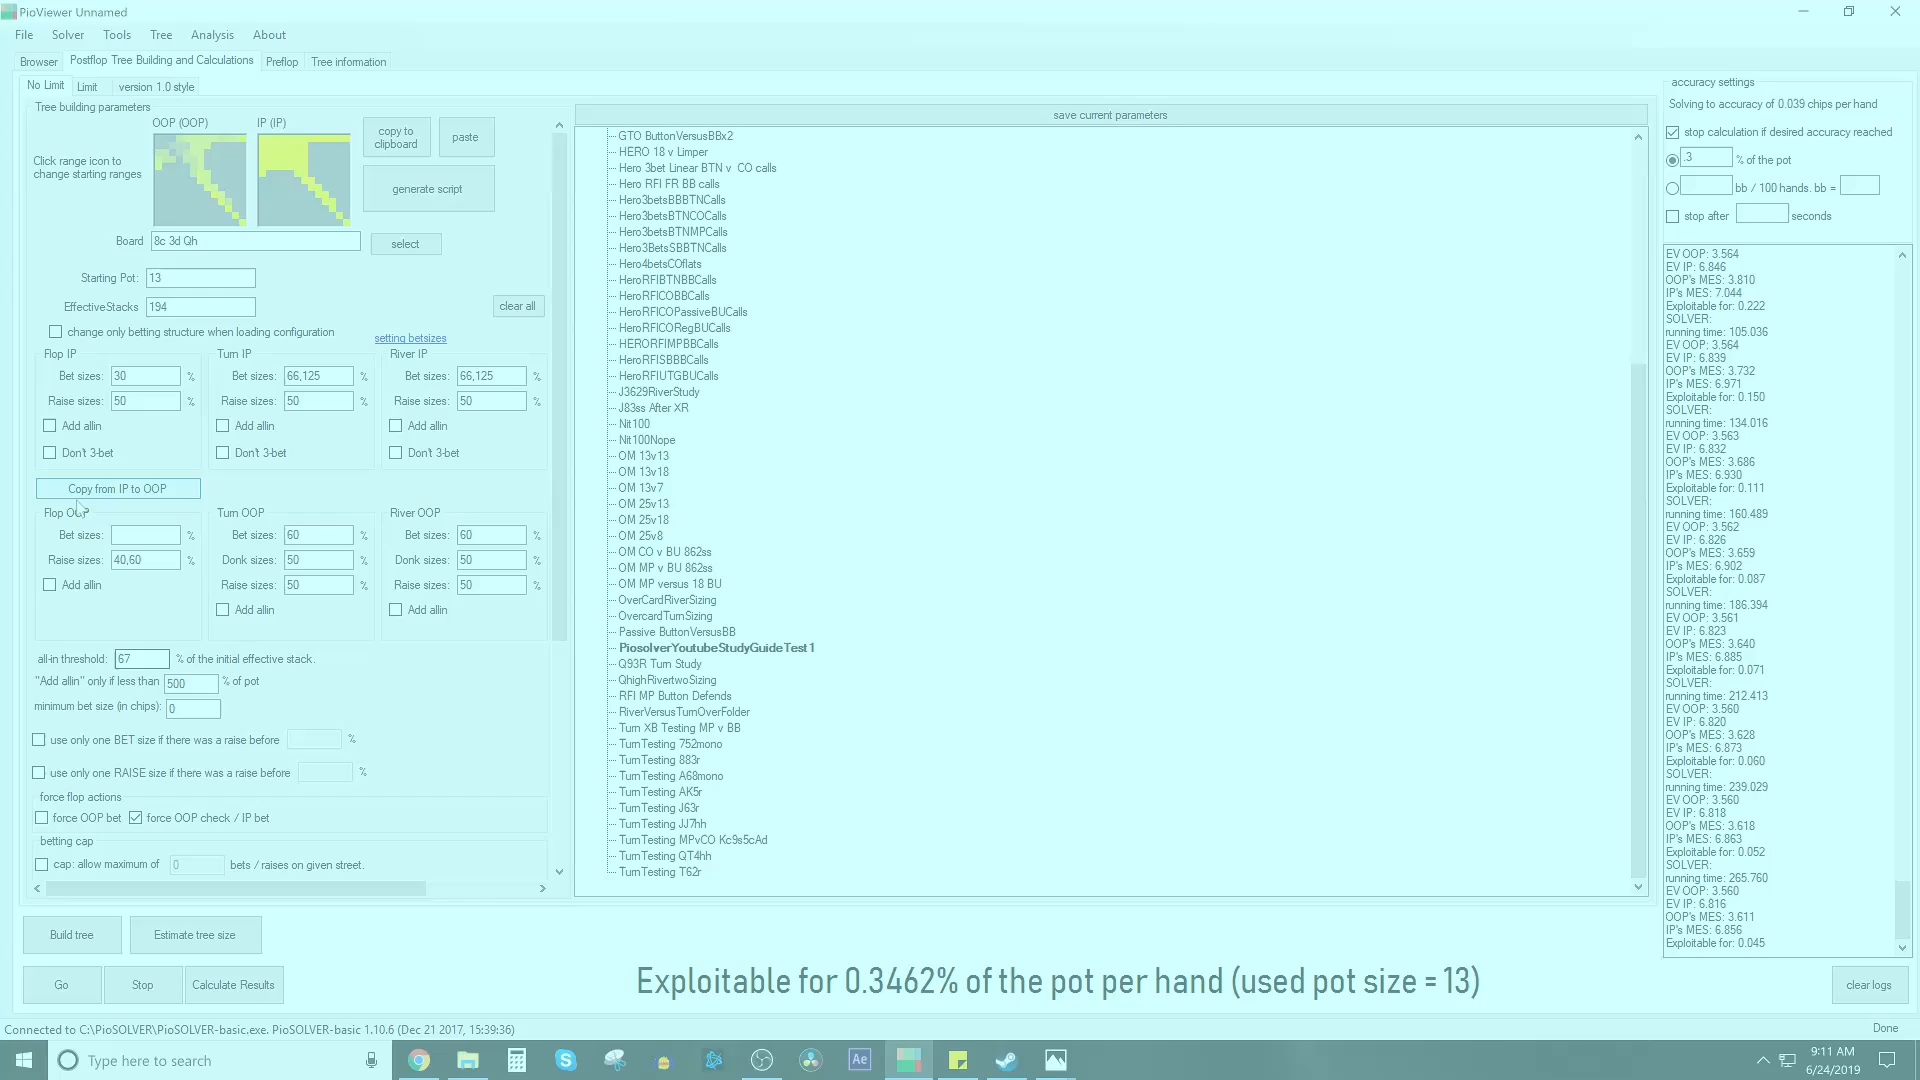 PioViewer Unnamed
File Solver Tools Tree Analysis About
Browser Postflop Tree Building and Calculations Preflop Tree information
No Limit Limit version 1.0 style
Tree building parameters
OOP (OOP) IP (IP)
copy to clipboard paste
Click range icon to change starting ranges
generate script
Board 8c 3d Qh select
Starting Pot: 13
EffectiveStacks 194 clear all
change only betting structure when loading configuration setting betsizes
Flop IP Turn IP River IP
Bet sizes: 30 % Bet sizes: 66,125 % Bet sizes: 66,125 %
Raise sizes: 50 % Raise sizes: 50 % Raise sizes: 50 %
Add allin Add allin Add allin
Don't 3-bet Don't 3-bet Don't 3-bet
Copy from IP to OOP
Flop OOP Turn OOP River OOP
Bet sizes: % Bet sizes: 60 % Bet sizes: 60 %
Raise sizes: 40,60 % Donk sizes: 50 % Donk sizes: 50 %
Add allin Raise sizes: 50 % Raise sizes: 50 %
Add allin Add allin
all-in threshold: 67 % of the initial effective stack.
"Add allin" only if less than 500 % of pot
minimum bet size (in chips): 0
use only one BET size if there was a raise before %
use only one RAISE size if there was a raise before %
force flop actions
force OOP bet force OOP check / IP bet
betting cap
cap: allow maximum of 0 bets / raises on given street.
Build tree Estimate tree size
Go Stop Calculate Results
save current parameters
GTO ButtonVersusBBx2
HERO 18 v Limper
Hero 3bet Linear BTN v CO calls
Hero RFI FR BB calls
Hero3betsBBBTNCalls
Hero3betsBTNCOCalls
Hero3betsBTNMPCalls
Hero3BetsSBBTNCalls
Hero4betsCOflats
HeroRFIBTNBBCalls
HeroRFICOBBCalls
HeroRFICOPassiveBUCalls
HeroRFICORegBUCalls
HERORFIMPBBCalls
HeroRFISBBBCalls
HeroRFIUTGBUCalls
J3629RiverStudy
J83ss After XR
Nit100
Nit100Nope
OM 13v13
OM 13v18
OM 13v7
OM 25v13
OM 25v18
OM 25v8
OM CO v BU 862ss
OM MP v BU 862ss
OM MP versus 18 BU
OverCardRiverSizing
OvercardTurnSizing
Passive ButtonVersusBB
PiosolverYoutubeStudyGuideTest1
Q93R Turn Study
QhighRivertwoSizing
RFI MP Button Defends
RiverVersusTurnOverFolder
Turn XB Testing MP v BB
TurnTesting 752mono
TurnTesting 883r
TurnTesting A68mono
TurnTesting AK5r
TurnTesting J63r
TurnTesting JJ7hh
TurnTesting MPvCO Kc9s5cAd
TurnTesting QT4hh
TurnTesting T62r
accuracy settings
Solving to accuracy of 0.039 chips per hand
stop calculation if desired accuracy reached
.3 % of the pot
bb / 100 hands. bb =
stop after seconds
EV OOP: 3.564
EV IP: 6.846
OOP's MES: 3.810
IP's MES: 7.044
Exploitable for: 0.222
SOLVER:
running time: 105.036
EV OOP: 3.564
EV IP: 6.839
OOP's MES: 3.732
IP's MES: 6.971
Exploitable for: 0.150
SOLVER:
running time: 134.016
EV OOP: 3.563
EV IP: 6.832
OOP's MES: 3.686
IP's MES: 6.930
Exploitable for: 0.111
SOLVER:
running time: 160.489
EV OOP: 3.562
EV IP: 6.826
OOP's MES: 3.659
IP's MES: 6.902
Exploitable for: 0.087
SOLVER:
running time: 186.394
EV OOP: 3.561
EV IP: 6.823
OOP's MES: 3.640
IP's MES: 6.885
Exploitable for: 0.071
SOLVER:
running time: 212.413
EV OOP: 3.560
EV IP: 6.820
OOP's MES: 3.628
IP's MES: 6.873
Exploitable for: 0.060
SOLVER:
running time: 239.029
EV OOP: 3.560
EV IP: 6.818
OOP's MES: 3.618
IP's MES: 6.863
Exploitable for: 0.052
SOLVER:
running time: 265.760
EV OOP: 3.560
EV IP: 6.816
OOP's MES: 3.611
IP's MES: 6.856
Exploitable for: 0.045
Exploitable for 0.3462% of the pot per hand (used pot size = 13)
clear logs
Connected to C:\PioSOLVER\PioSOLVER-basic.exe. PioSOLVER-basic 1.10.6 (Dec 21 2017, 15:39:36) Done
Type here to search
Ae
9:11 AM
6/24/2019